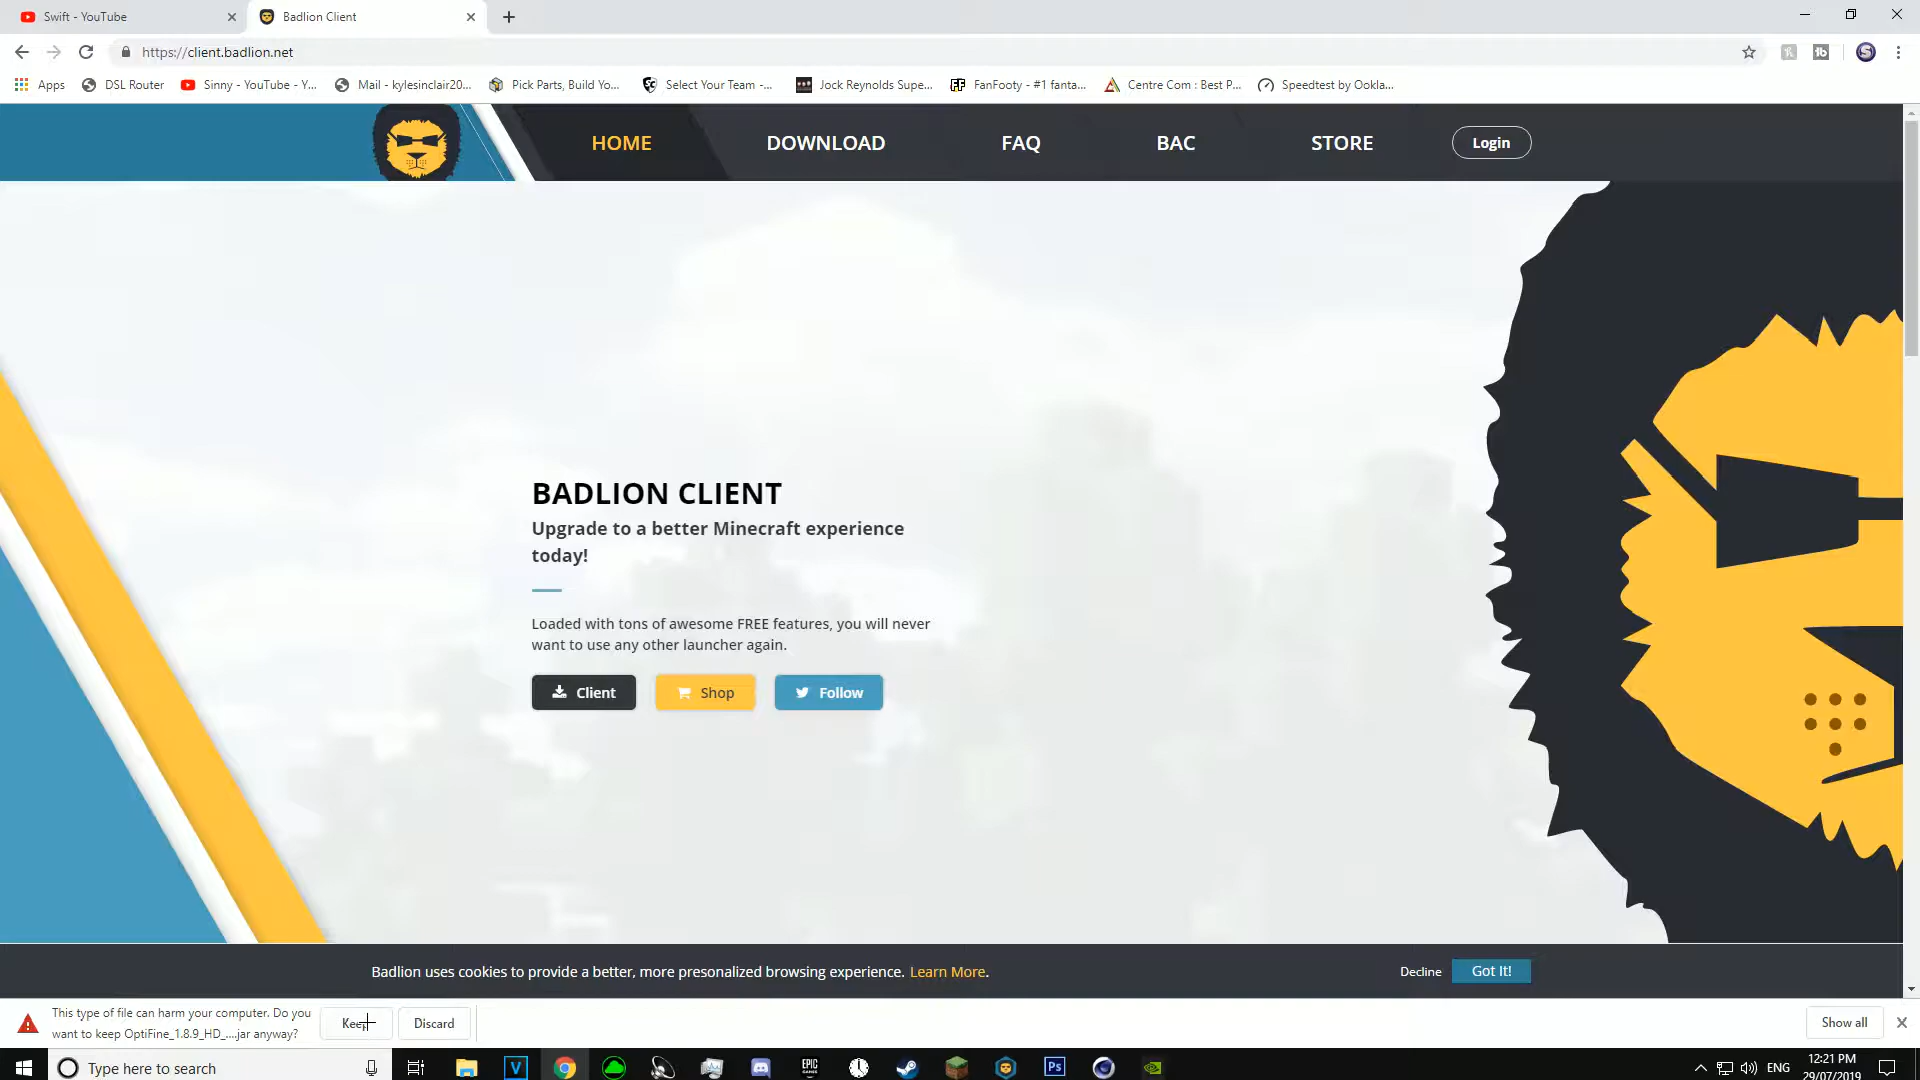 Swift - YouTube
Badlion Client
https://client.badlion.net
Apps
DSL Router
Sinny - YouTube - Y...
Mail - kylesinclair20...
Pick Parts, Build Yo...
Select Your Team -...
Jock Reynolds Supe...
FanFooty - #1 fanta...
Centre Com : Best P...
Speedtest by Ookla...
HOME
DOWNLOAD
FAQ
BAC
STORE
Login
BADLION CLIENT
Upgrade to a better Minecraft experience
today!
Loaded with tons of awesome FREE features, you will never
want to use any other launcher again.
Client
Shop
Follow
Badlion uses cookies to provide a better, more presonalized browsing experience. Learn More.
Decline
Got It!
This type of file can harm your computer. Do you
want to keep OptiFine_1.8.9_HD_....jar anyway?
Keep
Discard
Show all
Type here to search
V
EPIC
GAMES
Ps
ENG
12:21 PM
29/07/2019